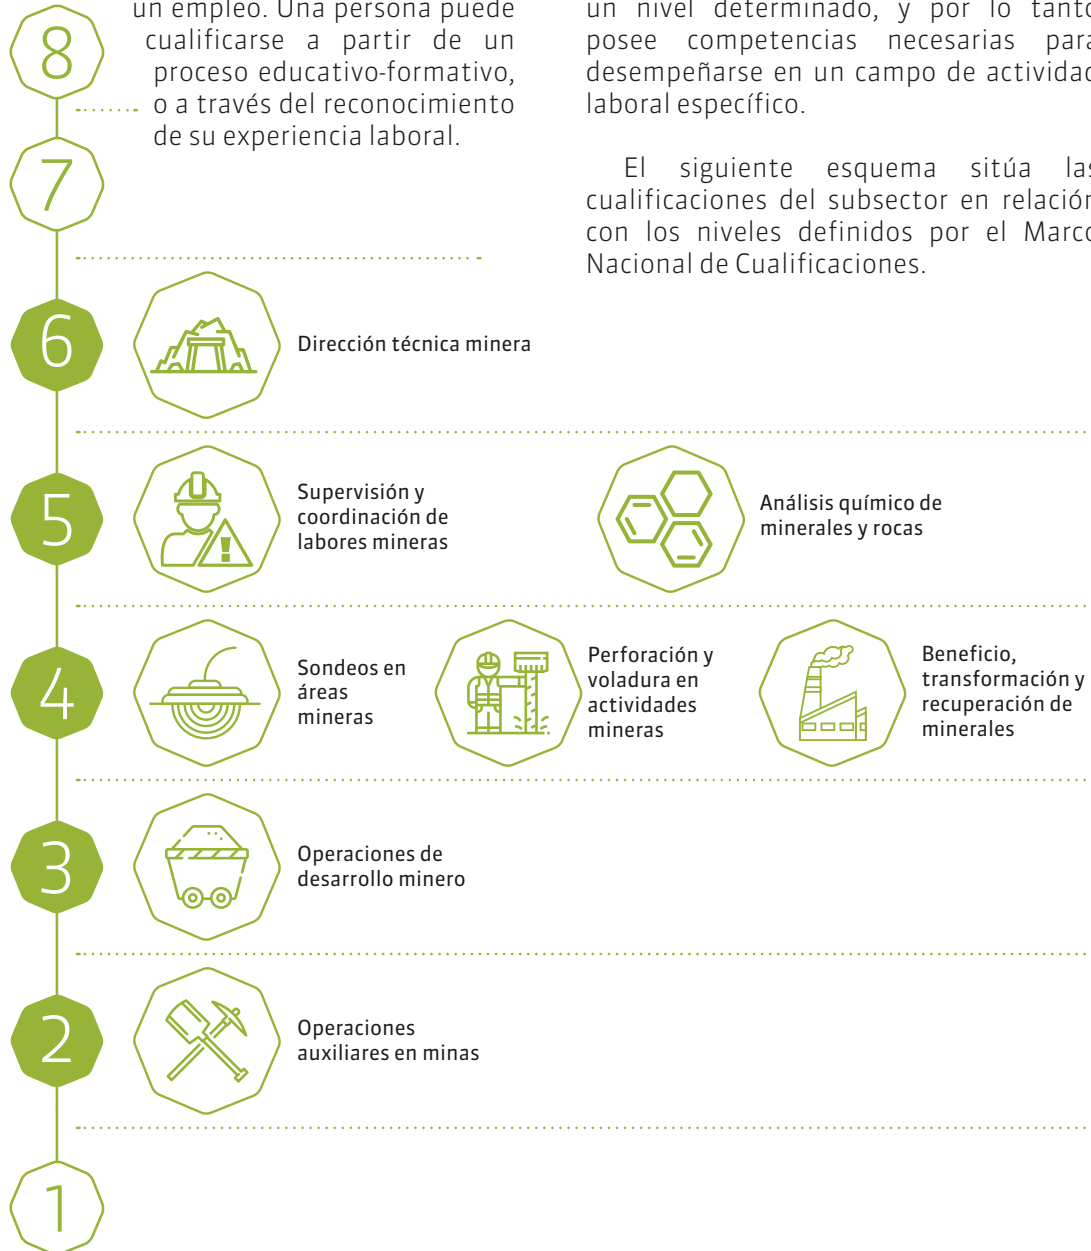 un empleo. Una persona puede
cualificarse a partir de un
proceso educativo-formativo,
o a través del reconocimiento
de su experiencia laboral.
un nivel determinado, y por lo tanto
posee competencias necesarias para
desempeñarse en un campo de actividad
laboral específico.
El siguiente esquema sitúa las
cualificaciones del subsector en relación
con los niveles definidos por el Marco
Nacional de Cualificaciones.
8
7
6
Dirección técnica minera
5
Supervisión y
coordinación de
labores mineras
Análisis químico de
minerales y rocas
4
Sondeos en
áreas
mineras
Perforación y
voladura en
actividades
mineras
Beneficio,
transformación y
recuperación de
minerales
3
Operaciones de
desarrollo minero
2
Operaciones
auxiliares en minas
1